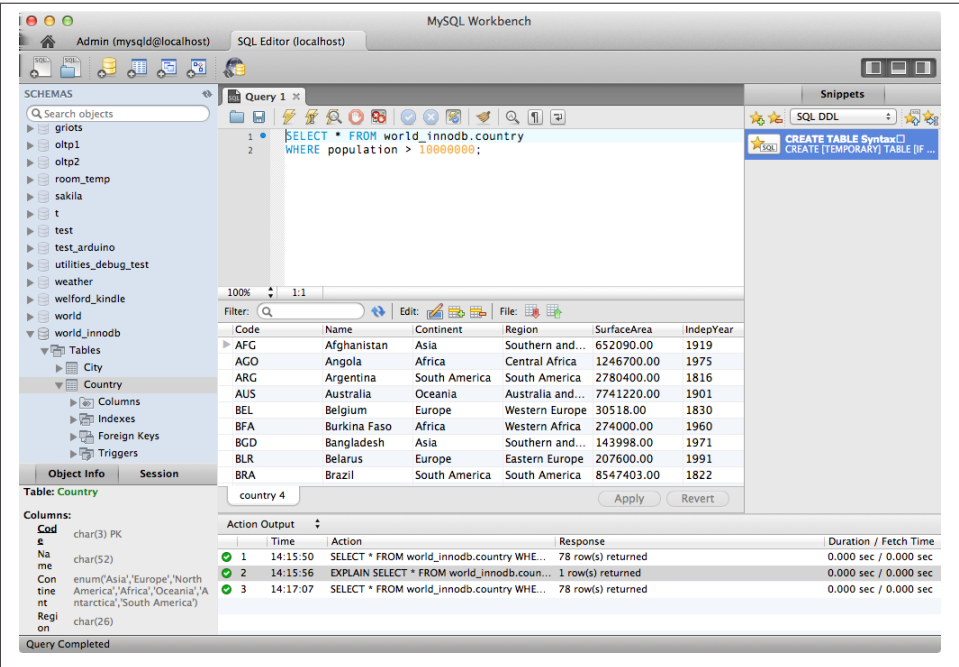 MySQL Workbench
Admin (mysqld@localhost) SQL Editor (localhost)
SCHEMAS
Search objects
griots
oltp1
oltp2
room_temp
sakila
t
test
test_arduino
utilities_debug_test
weather
welford_kindle
world
world_innodb
Tables
City
Country
Columns
Indexes
Foreign Keys
Triggers
Object Info Session
Table: Country
Columns:
Cod
e char(3) PK
Na
me char(52)
Con enum('Asia','Europe','North
tine America','Africa','Oceania','A
nt ntarctica','South America')
Regi
on char(26)
Query 1
1 SELECT * FROM world_innodb.country
2 WHERE population > 10000000;
100% 1:1
Filter: Edit: File:
Code Name Continent Region SurfaceArea IndepYear
AFG Afghanistan Asia Southern and... 652090.00 1919
AGO Angola Africa Central Africa 1246700.00 1975
ARG Argentina South America South America 2780400.00 1816
AUS Australia Oceania Australia and... 7741220.00 1901
BEL Belgium Europe Western Europe 30518.00 1830
BFA Burkina Faso Africa Western Africa 274000.00 1960
BGD Bangladesh Asia Southern and... 143998.00 1971
BLR Belarus Europe Eastern Europe 207600.00 1991
BRA Brazil South America South America 8547403.00 1822
country 4 Apply Revert
Snippets
SQL DDL
SQL CREATE TABLE Syntax
CREATE [TEMPORARY] TABLE [IF ...
Action Output
Time Action Response Duration / Fetch Time
1 14:15:50 SELECT * FROM world_innodb.country WHE... 78 row(s) returned 0.000 sec / 0.000 sec
2 14:15:56 EXPLAIN SELECT * FROM world_innodb.coun... 1 row(s) returned 0.000 sec / 0.000 sec
3 14:17:07 SELECT * FROM world_innodb.country WHE... 78 row(s) returned 0.000 sec / 0.000 sec
Query Completed